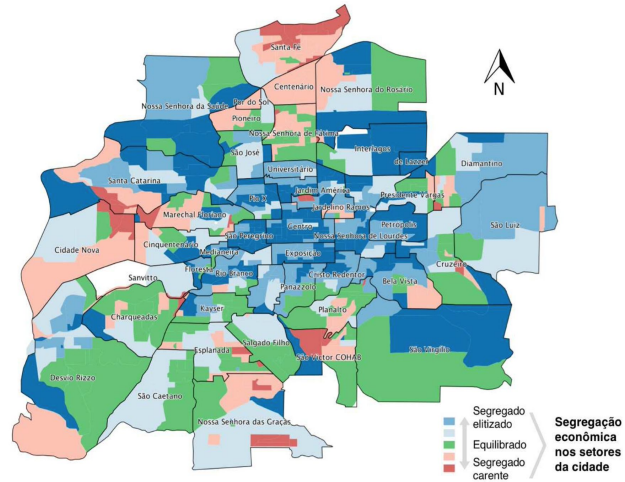 Santa Fé
Centenário
Nossa Senhora do Rosário
Nossa Senhora da Saúde
Por do Sol
Pioneiro
Nossa Senhora de Fátima
São José
Interlagos
de Lazzer
Diamantino
Universitário
Santa Catarina
Jardim América
Presidente Vargas
Pio X
Jardelino Ramos
Marechal Floriano
Centro
Petrópolis
São Luiz
Cidade Nova
Cinquentenário
São Pelegrino
Nossa Senhora de Lourdes
Medianeira
Exposição
Cruzeiro
Floresta
Rio Branco
Sanvitto
Cristo Redentor
Bela Vista
Panazzolo
Kayser
Planalto
Charqueadas
Esplanada
Salgado Filho
São Victor COHAB
São Virgílio
Desvio Rizzo
São Caetano
Nossa Senhora das Graças
N
Segregado
elitizado
Equilibrado
Segregado
carente
Segregação
econômica
nos setores
da cidade